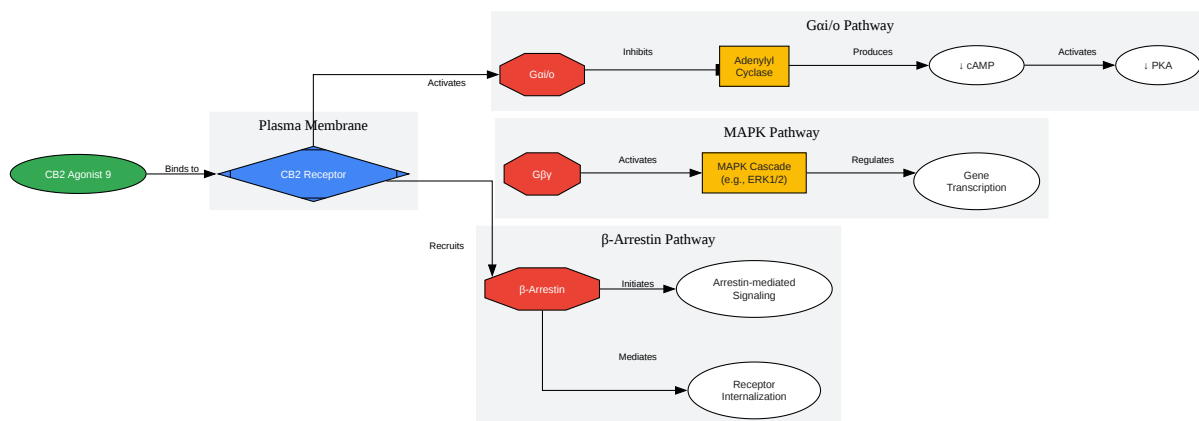 Gαi/o Pathway
Inhibits
Produces
Activates
Gαi/o
Adenylyl
Cyclase
↓ cAMP
↓ PKA
Activates
Plasma Membrane
MAPK Pathway
CB2 Agonist 9
Binds to
CB2 Receptor
Gβγ
Activates
MAPK Cascade
(e.g., ERK1/2)
Regulates
Gene
Transcription
Recruits
β-Arrestin Pathway
β-Arrestin
Initiates
Arrestin-mediated
Signaling
Mediates
Receptor
Internalization